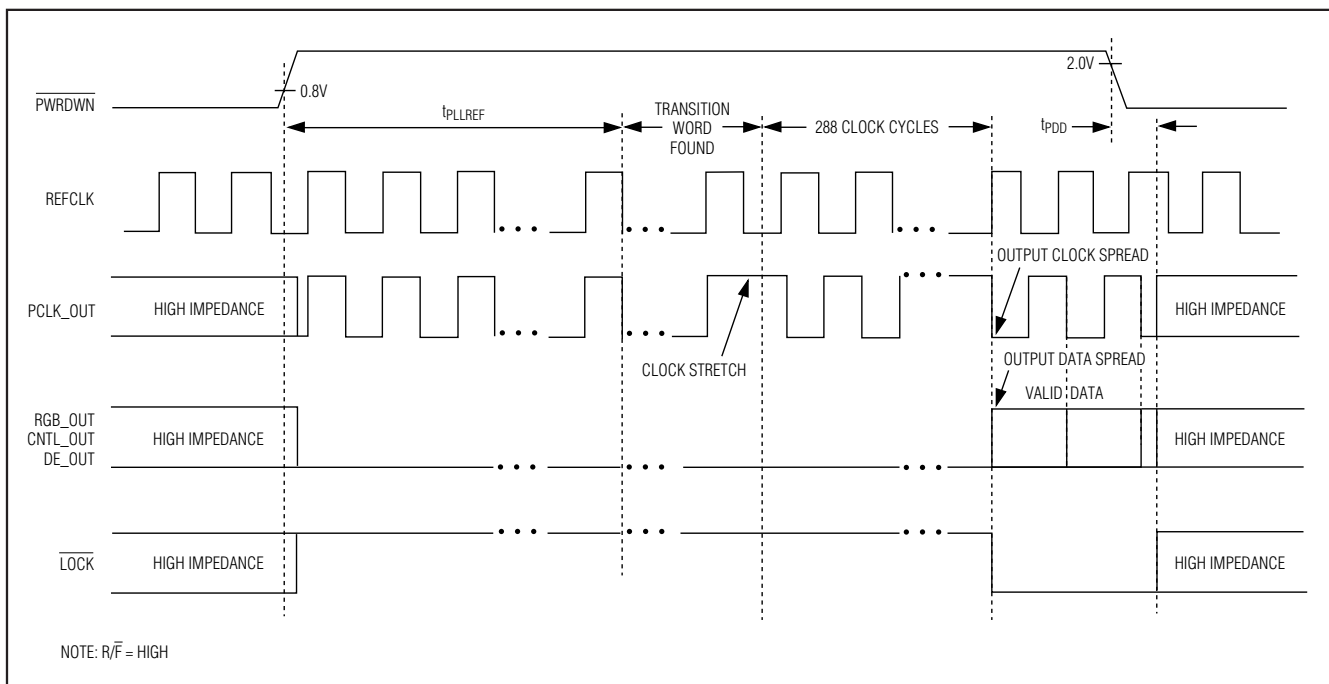 PWRDWN
0.8V
2.0V
tPLLREF
TRANSITION
WORD
FOUND
288 CLOCK CYCLES
tPDD
REFCLK
OUTPUT CLOCK SPREAD
PCLK_OUT
HIGH IMPEDANCE
HIGH IMPEDANCE
CLOCK STRETCH
OUTPUT DATA SPREAD
VALID DATA
RGB_OUT
CNTL_OUT
DE_OUT
HIGH IMPEDANCE
HIGH IMPEDANCE
LOCK
HIGH IMPEDANCE
HIGH IMPEDANCE
NOTE: R/F̅ = HIGH